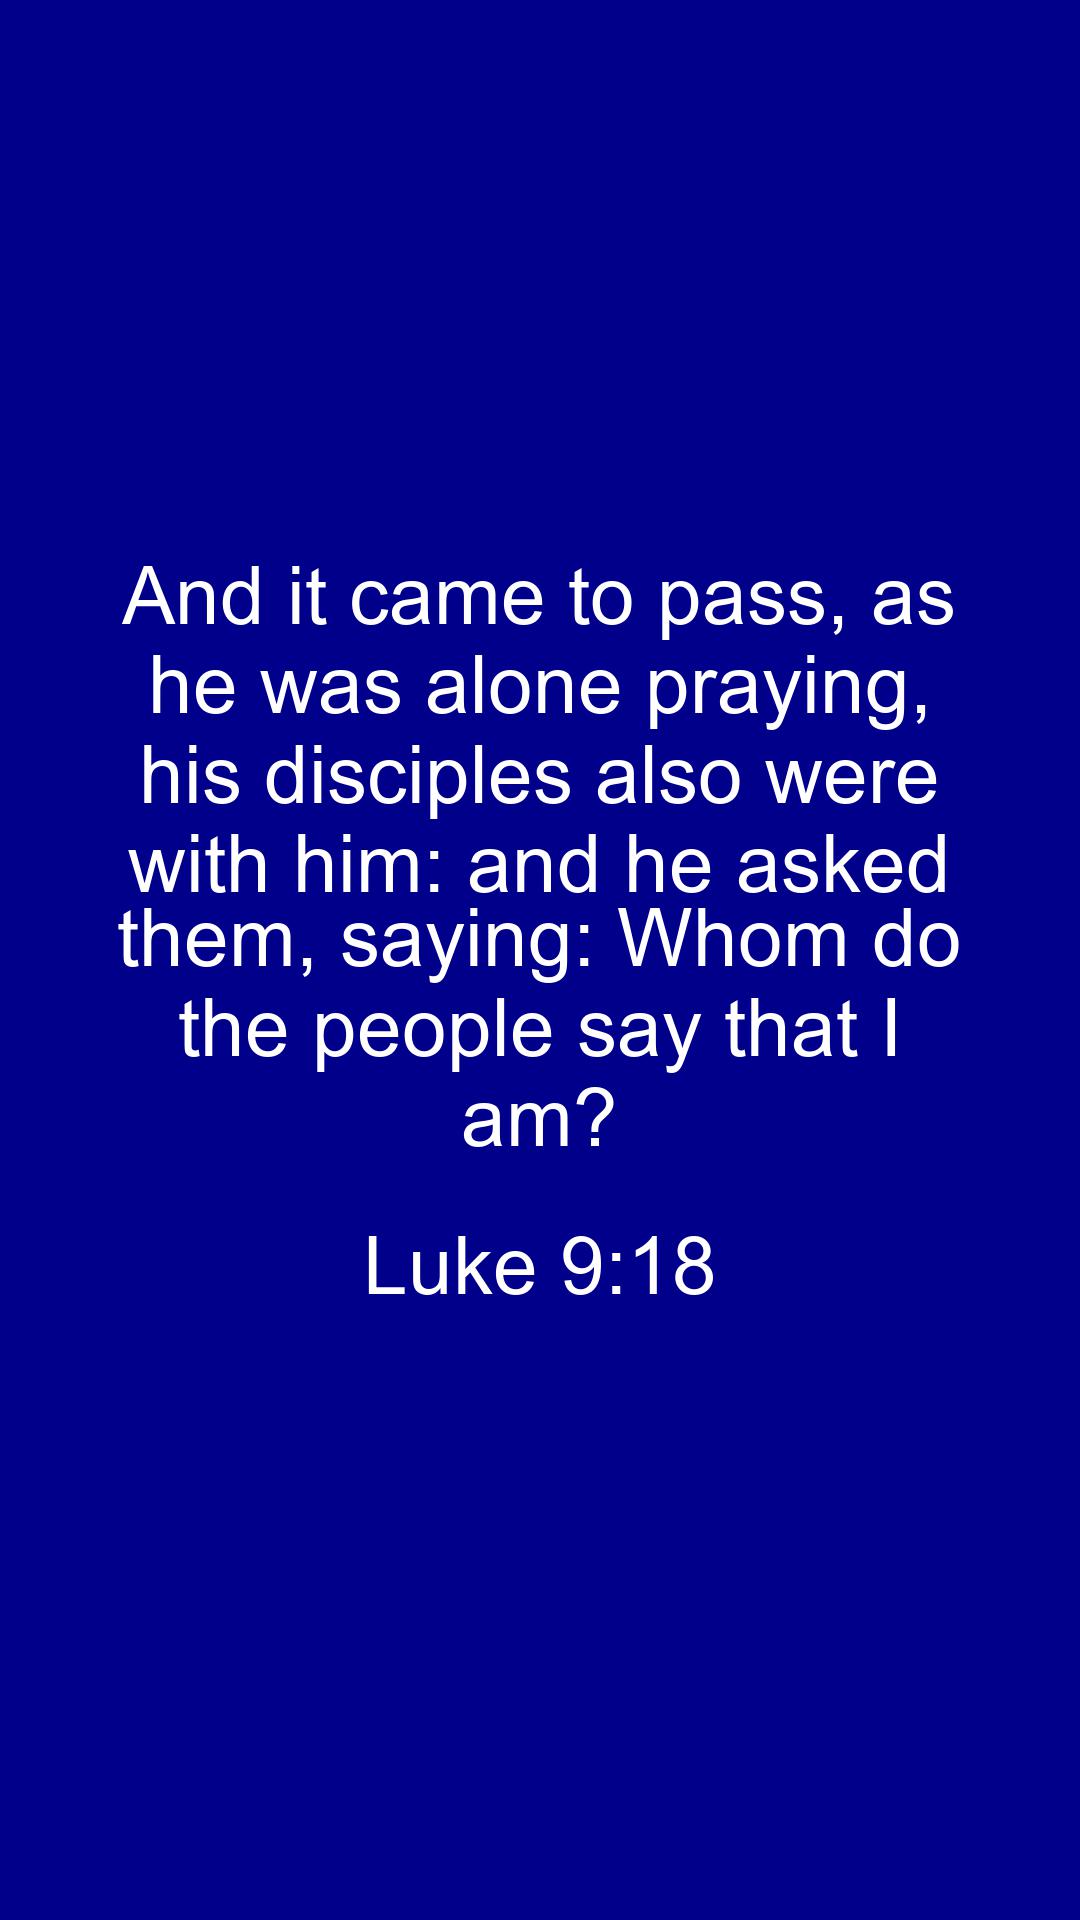 And it came to pass, as
he was alone praying,
his disciples also were
with him: and he asked
them, saying: Whom do
the people say that I
am?
Luke 9:18